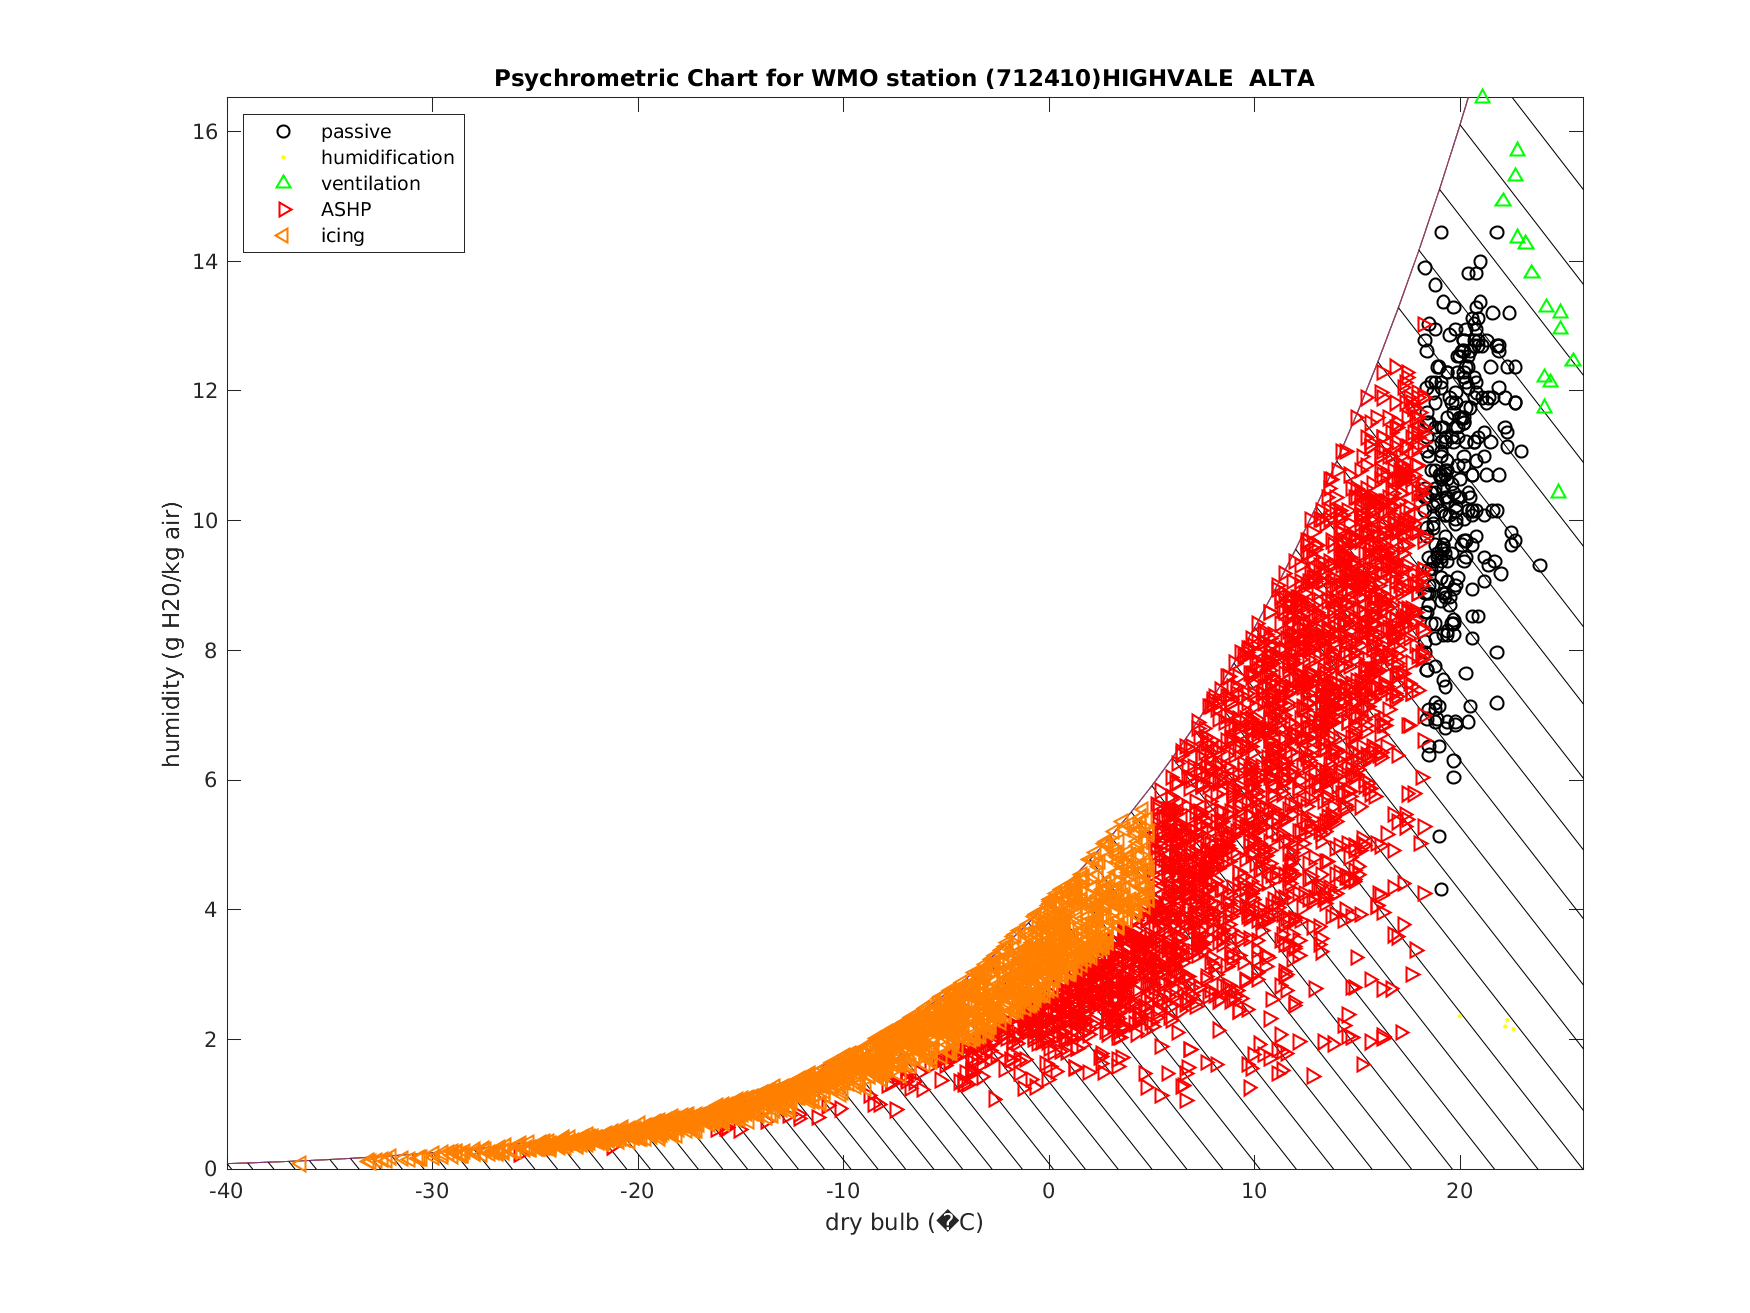 Psychrometric Chart for WMO station (712410)HIGHVALE  ALTA
passive
humidification
ventilation
ASHP
icing
humidity (g H20/kg air)
16
14
12
10
8
6
4
2
0
-40 -30 -20 -10 0 10 20
dry bulb (�C)